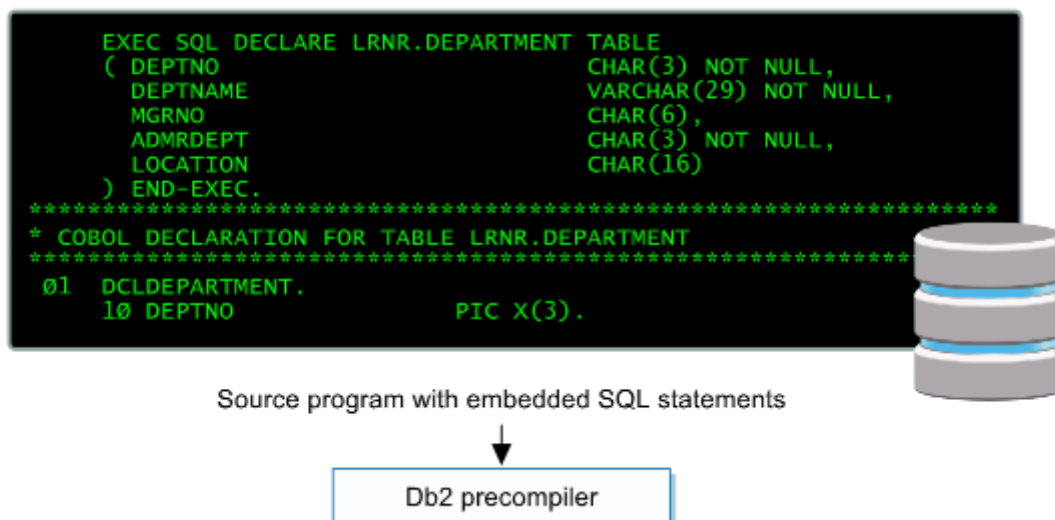 EXEC SQL DECLARE LRNR.DEPARTMENT TABLE
( DEPTNO CHAR(3) NOT NULL,
DEPTNAME VARCHAR(29) NOT NULL,
MGRNO CHAR(6),
ADMRDEPT CHAR(3) NOT NULL,
LOCATION CHAR(16)
) END-EXEC.
*******************************************************************
* COBOL DECLARATION FOR TABLE LRNR.DEPARTMENT
*************************************************************
01 DCLDEPARTMENT.
10 DEPTNO PIC X(3).
Source program with embedded SQL statements
Db2 precompiler